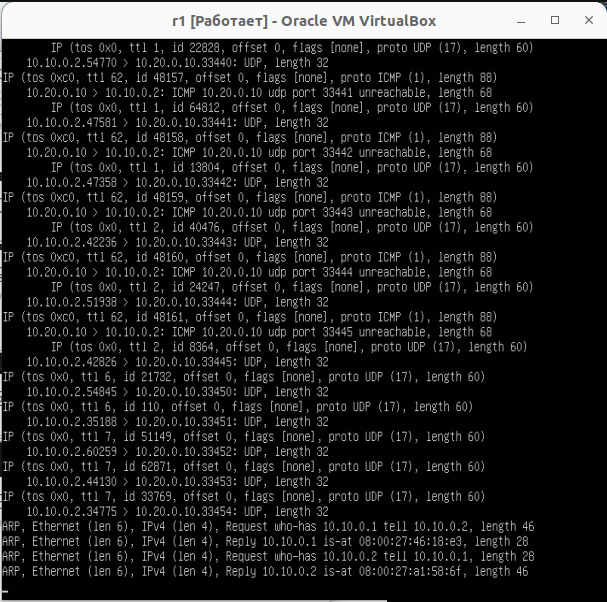 r1 [Работает] - Oracle VM VirtualBox
IP (tos 0x0, ttl 1, id 22828, offset 0, flags [none], proto UDP (17), length 60)
10.10.0.2.54770 > 10.20.0.10.33440: UDP, length 32
IP (tos 0xc0, ttl 62, id 48157, offset 0, flags [none], proto ICMP (1), length 88)
10.20.0.10 > 10.10.0.2: ICMP 10.20.0.10 udp port 33441 unreachable, length 68
IP (tos 0x0, ttl 1, id 64812, offset 0, flags [none], proto UDP (17), length 60)
10.10.0.2.47581 > 10.20.0.10.33441: UDP, length 32
IP (tos 0xc0, ttl 62, id 48158, offset 0, flags [none], proto ICMP (1), length 88)
10.20.0.10 > 10.10.0.2: ICMP 10.20.0.10 udp port 33442 unreachable, length 68
IP (tos 0x0, ttl 1, id 13804, offset 0, flags [none], proto UDP (17), length 60)
10.10.0.2.47358 > 10.20.0.10.33442: UDP, length 32
IP (tos 0xc0, ttl 62, id 48159, offset 0, flags [none], proto ICMP (1), length 88)
10.20.0.10 > 10.10.0.2: ICMP 10.20.0.10 udp port 33443 unreachable, length 68
IP (tos 0x0, ttl 2, id 40476, offset 0, flags [none], proto UDP (17), length 60)
10.10.0.2.42236 > 10.20.0.10.33443: UDP, length 32
IP (tos 0xc0, ttl 62, id 48160, offset 0, flags [none], proto ICMP (1), length 88)
10.20.0.10 > 10.10.0.2: ICMP 10.20.0.10 udp port 33444 unreachable, length 68
IP (tos 0x0, ttl 2, id 24247, offset 0, flags [none], proto UDP (17), length 60)
10.10.0.2.51938 > 10.20.0.10.33444: UDP, length 32
IP (tos 0xc0, ttl 62, id 48161, offset 0, flags [none], proto ICMP (1), length 88)
10.20.0.10 > 10.10.0.2: ICMP 10.20.0.10 udp port 33445 unreachable, length 68
IP (tos 0x0, ttl 2, id 8364, offset 0, flags [none], proto UDP (17), length 60)
10.10.0.2.42826 > 10.20.0.10.33445: UDP, length 32
IP (tos 0x0, ttl 6, id 21732, offset 0, flags [none], proto UDP (17), length 60)
10.10.0.2.54845 > 10.20.0.10.33450: UDP, length 32
IP (tos 0x0, ttl 6, id 110, offset 0, flags [none], proto UDP (17), length 60)
10.10.0.2.35188 > 10.20.0.10.33451: UDP, length 32
IP (tos 0x0, ttl 7, id 51149, offset 0, flags [none], proto UDP (17), length 60)
10.10.0.2.60259 > 10.20.0.10.33452: UDP, length 32
IP (tos 0x0, ttl 7, id 62871, offset 0, flags [none], proto UDP (17), length 60)
10.10.0.2.44130 > 10.20.0.10.33453: UDP, length 32
IP (tos 0x0, ttl 7, id 33769, offset 0, flags [none], proto UDP (17), length 60)
10.10.0.2.34775 > 10.20.0.10.33454: UDP, length 32
ARP, Ethernet (len 6), IPv4 (len 4), Request who-has 10.10.0.1 tell 10.10.0.2, length 46
ARP, Ethernet (len 6), IPv4 (len 4), Reply 10.10.0.1 is-at 08:00:27:46:18:e3, length 28
ARP, Ethernet (len 6), IPv4 (len 4), Request who-has 10.10.0.2 tell 10.10.0.1, length 28
ARP, Ethernet (len 6), IPv4 (len 4), Reply 10.10.0.2 is-at 08:00:27:a1:58:6f, length 46